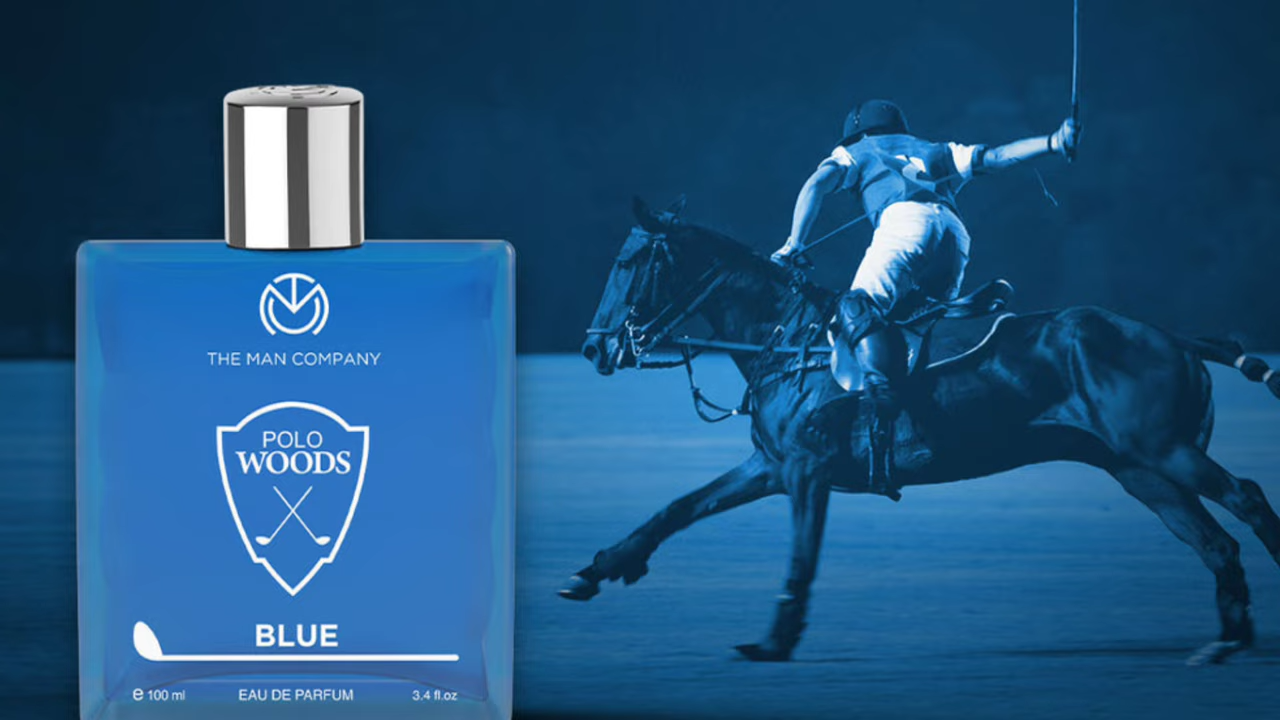 THE MAN COMPANY
POLO
WOODS
BLUE
e 100 ml EAU DE PARFUM 3.4 fl.oz